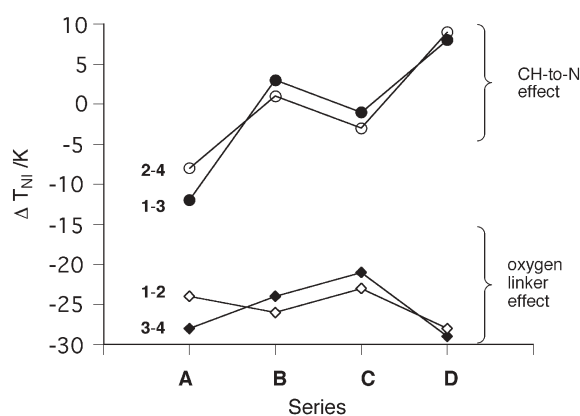 10
5
0
-5
-10
-15
-20
-25
-30
Δ T_NI /K
2-4
1-3
1-2
3-4
CH-to-N
effect
oxygen
linker
effect
A B C D
Series